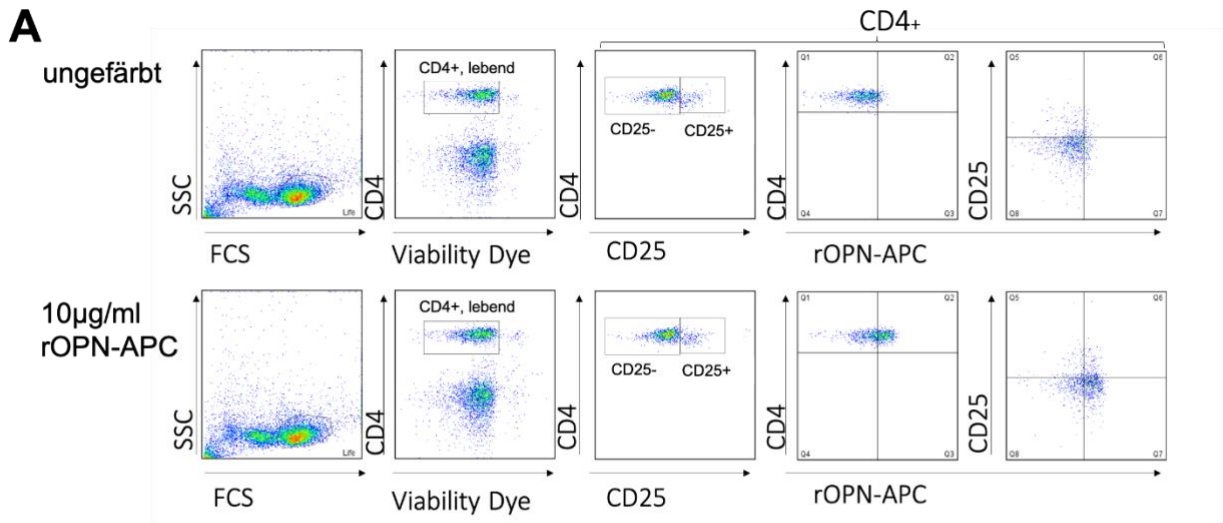 A
CD4+
ungefärbt
SSC
Life
FCS
CD4
CD4+, lebend
Viability Dye
CD4
CD25-
CD25+
CD25
CD4
Q1
Q2
Q4
Q3
rOPN-APC
CD25
Q5
Q6
Q8
Q7
10µg/ml
rOPN-APC
SSC
Life
FCS
CD4
CD4+, lebend
Viability Dye
CD4
CD25-
CD25+
CD25
CD4
Q1
Q2
Q4
Q3
rOPN-APC
CD25
Q5
Q6
Q8
Q7